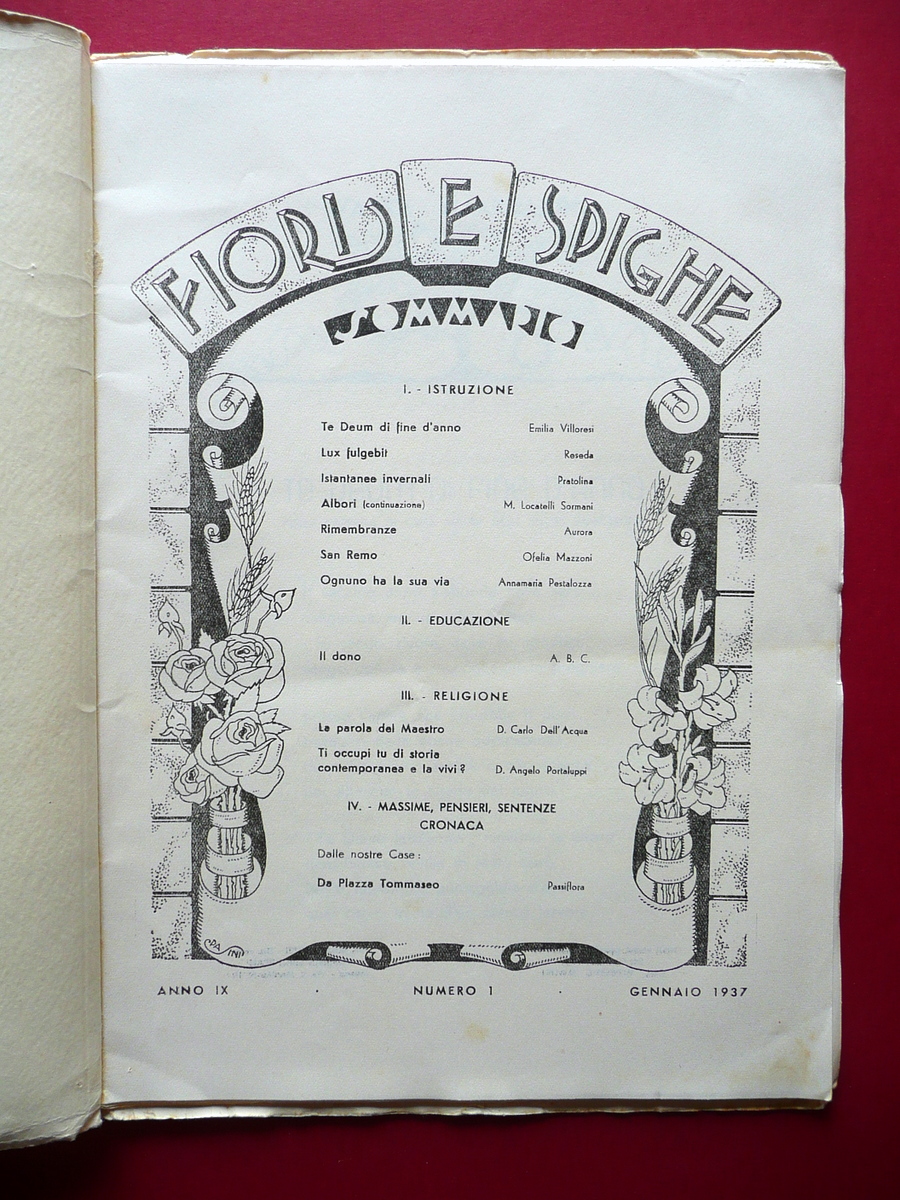 FIORI E SPIGHE
SOMMARIO
I. - ISTRUZIONE
Te Deum di fine d'anno Emilia Villoresi
Lux fulgebit Reseda
Istantanee invernali Pratolina
Albori (continuazione) M. Locatelli Sormani
Rimembranze Aurora
San Remo Ofelia Mazzoni
Ognuno ha la sua via Annamaria Pestalozza
II. - EDUCAZIONE
Il dono A. B. C.
III. - RELIGIONE
La parola del Maestro D. Carlo Dell'Acqua
Ti occupi tu di storia
contemporanea e la vivi? D. Angelo Portaluppi
IV. - MASSIME, PENSIERI, SENTENZE
CRONACA
Dalle nostre Case:
Da Piazza Tommaseo Passiflora
ANNO IX · NUMERO 1 · GENNAIO 1937